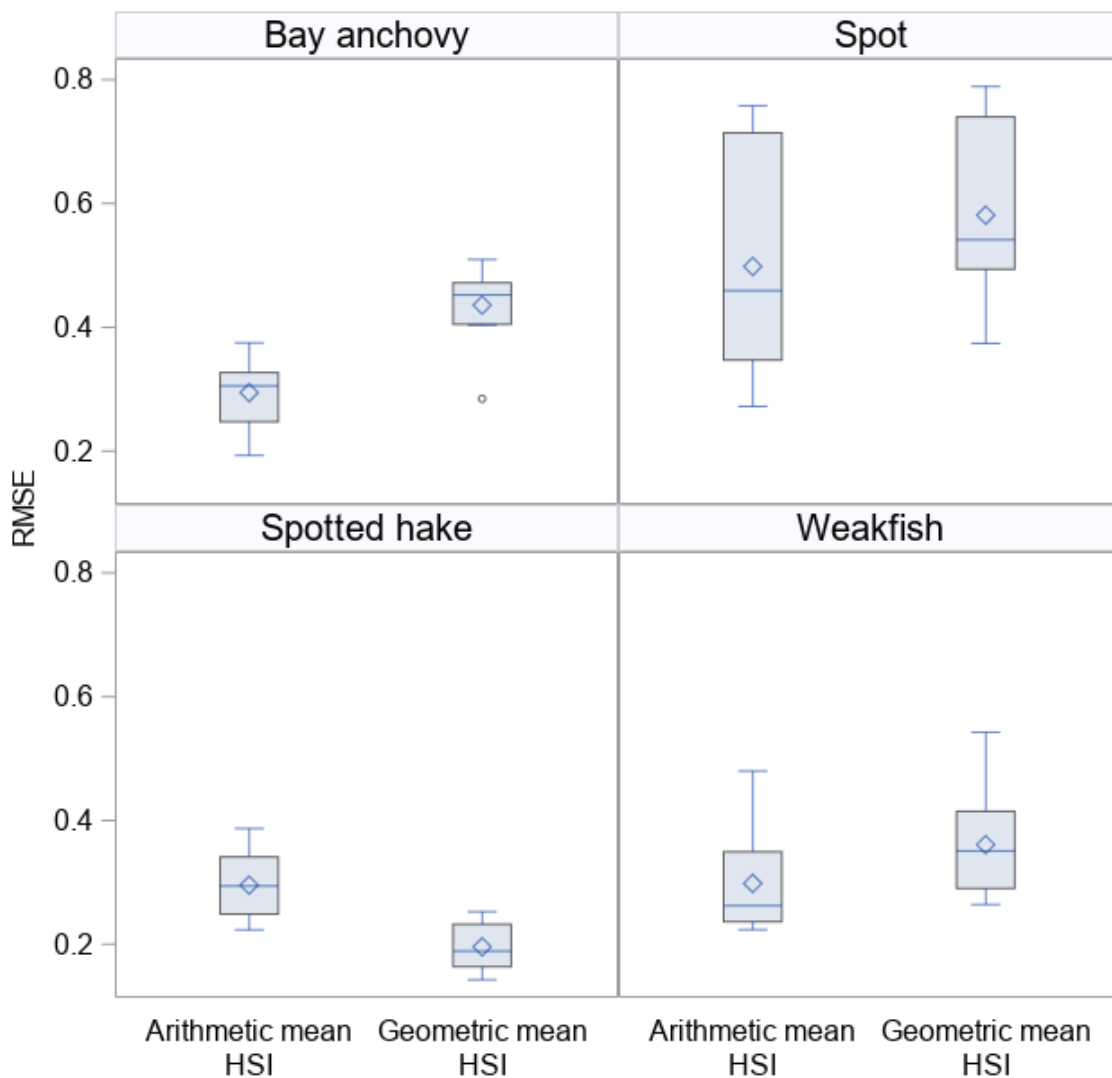 Bay anchovy
Spot
0.8
0.6
0.4
0.2
RMSE
Spotted hake
Weakfish
0.8
0.6
0.4
0.2
Arithmetic mean
HSI
Geometric mean
HSI
Arithmetic mean
HSI
Geometric mean
HSI